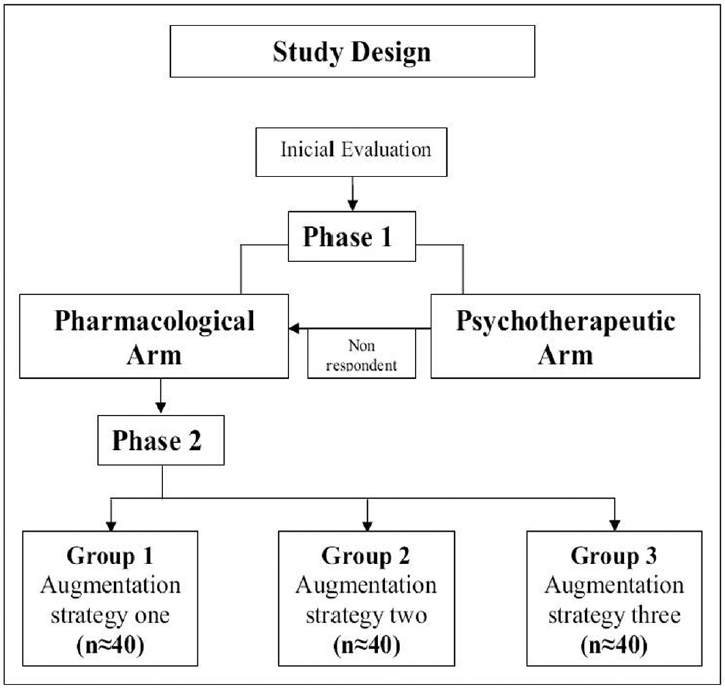 Study Design
Inicial Evaluation
Phase 1
Pharmacological
Arm
Psychotherapeutic
Arm
Non
respondent
Phase 2
Group 1
Augmentation
strategy one
(n≈40)
Group 2
Augmentation
strategy two
(n≈40)
Group 3
Augmentation
strategy three
(n≈40)